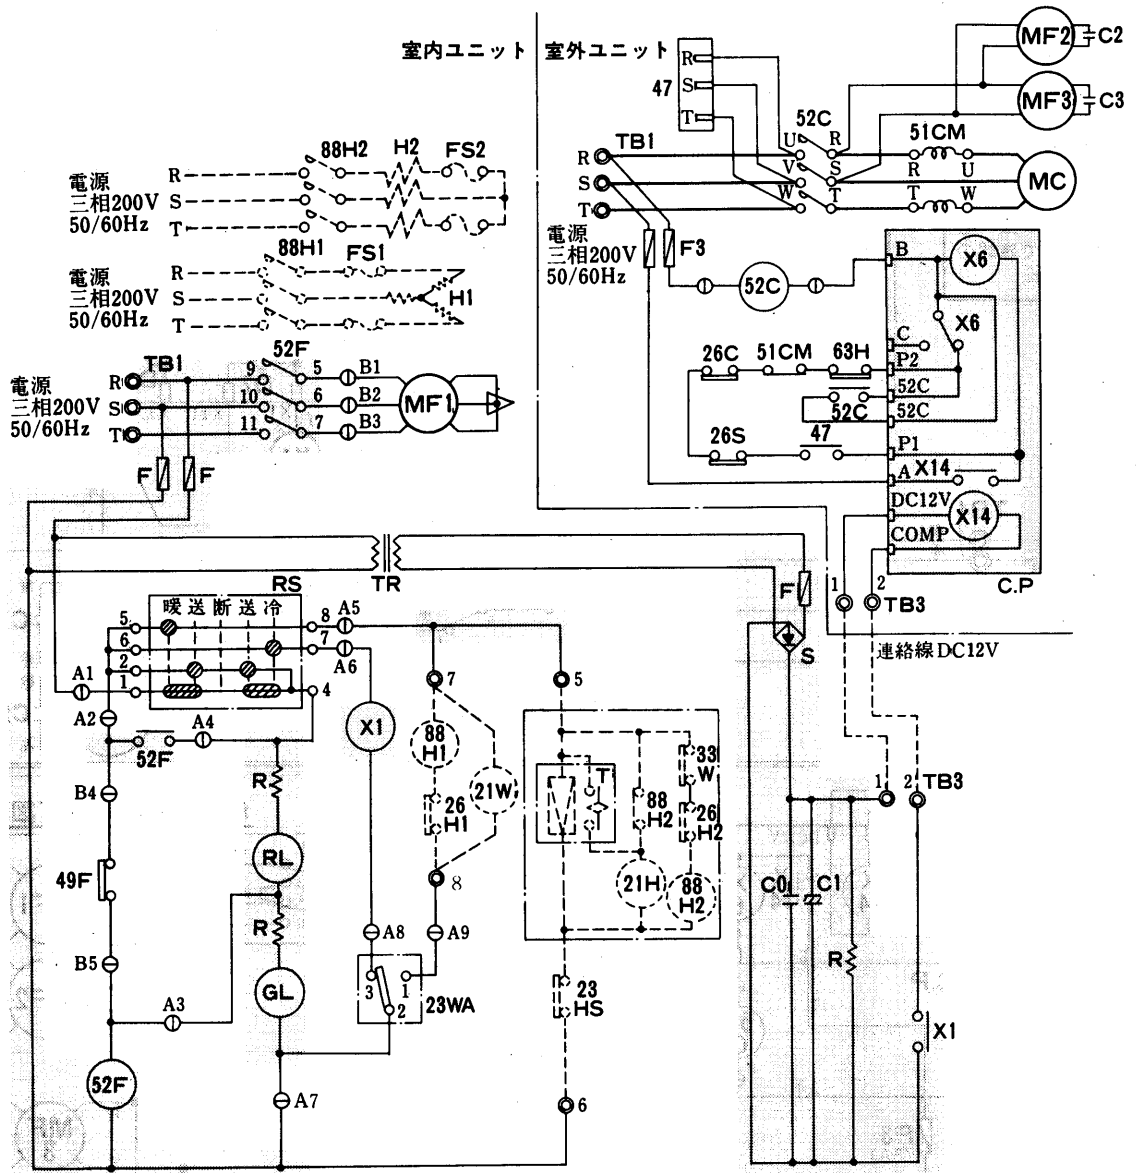 室内ユニット
室外ユニット
MF2
C2
MF3
C3
R
47
S
T
52C
U
R
V
S
W
T
51CM
R
U
T
W
MC
TB1
R
S
T
電源
三相200V
50/60Hz
F3
52C
電源
三相200V
50/60Hz
R
S
T
88H2
H2
FS2
電源
三相200V
50/60Hz
R
S
T
88H1
FS1
H1
電源
三相200V
50/60Hz
TB1
R
S
T
52F
9
5
B1
10
6
B2
11
7
B3
MF1
F
F
B
X6
X6
C
P2
52C
52C
P1
A
X14
DC12V
X14
COMP
C.P
26C
51CM
63H
52C
26S
47
1
2
TB3
連絡線DC12V
TR
F
S
RS
暖 送 断 送 冷
5
6
2
1
8
A5
7
A6
4
A1
A2
52F
A4
B4
49F
B5
A3
52F
R
RL
R
GL
A7
X1
A8
A9
3
1
2
23WA
7
88
H1
26
H1
21W
8
5
T
88
H2
33
W
26
H2
21H
88
H2
23
HS
6
1
2
TB3
C0
C1
R
X1